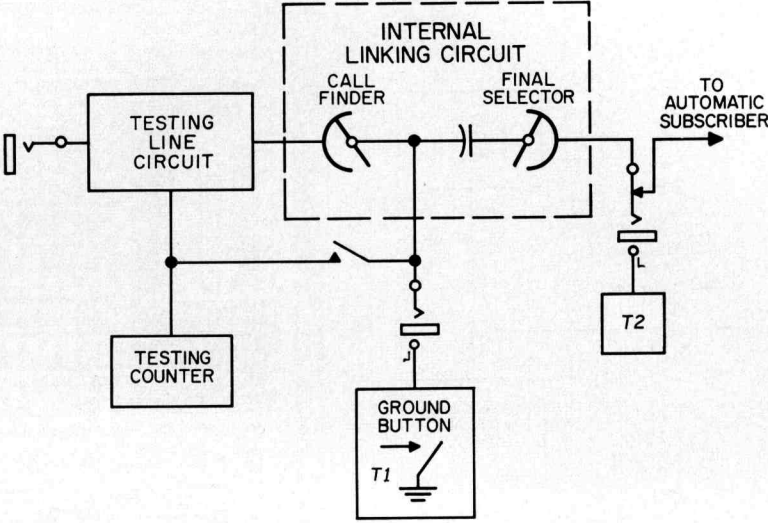 INTERNAL
LINKING CIRCUIT
CALL
FINDER
FINAL
SELECTOR
TO
AUTOMATIC
SUBSCRIBER
TESTING
LINE
CIRCUIT
T2
TESTING
COUNTER
GROUND
BUTTON
T1